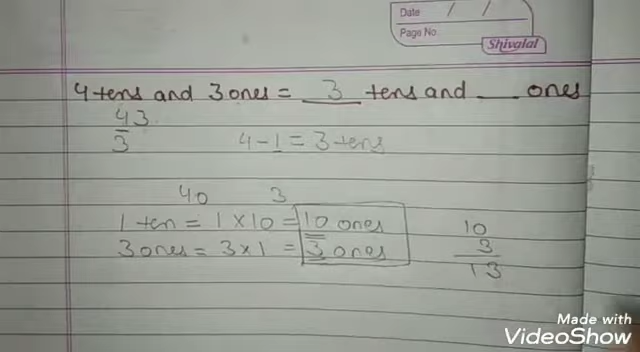 Date / /
Page No
Shivalal
4 tens and 3 ones = 3 tens and ___ ones
43
3
4-1 = 3 tens
40 3
1 ten = 1 × 10 = 10 ones
3 ones = 3 × 1 = 3 ones
10
3
13
Made with
VideoShow